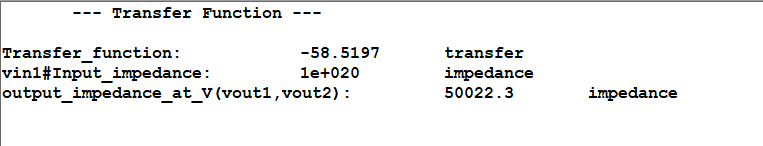 --- Transfer Function ---
Transfer_function: -58.5197 transfer
vin1#Input_impedance: 1e+020 impedance
output_impedance_at_V(vout1,vout2): 50022.3 impedance